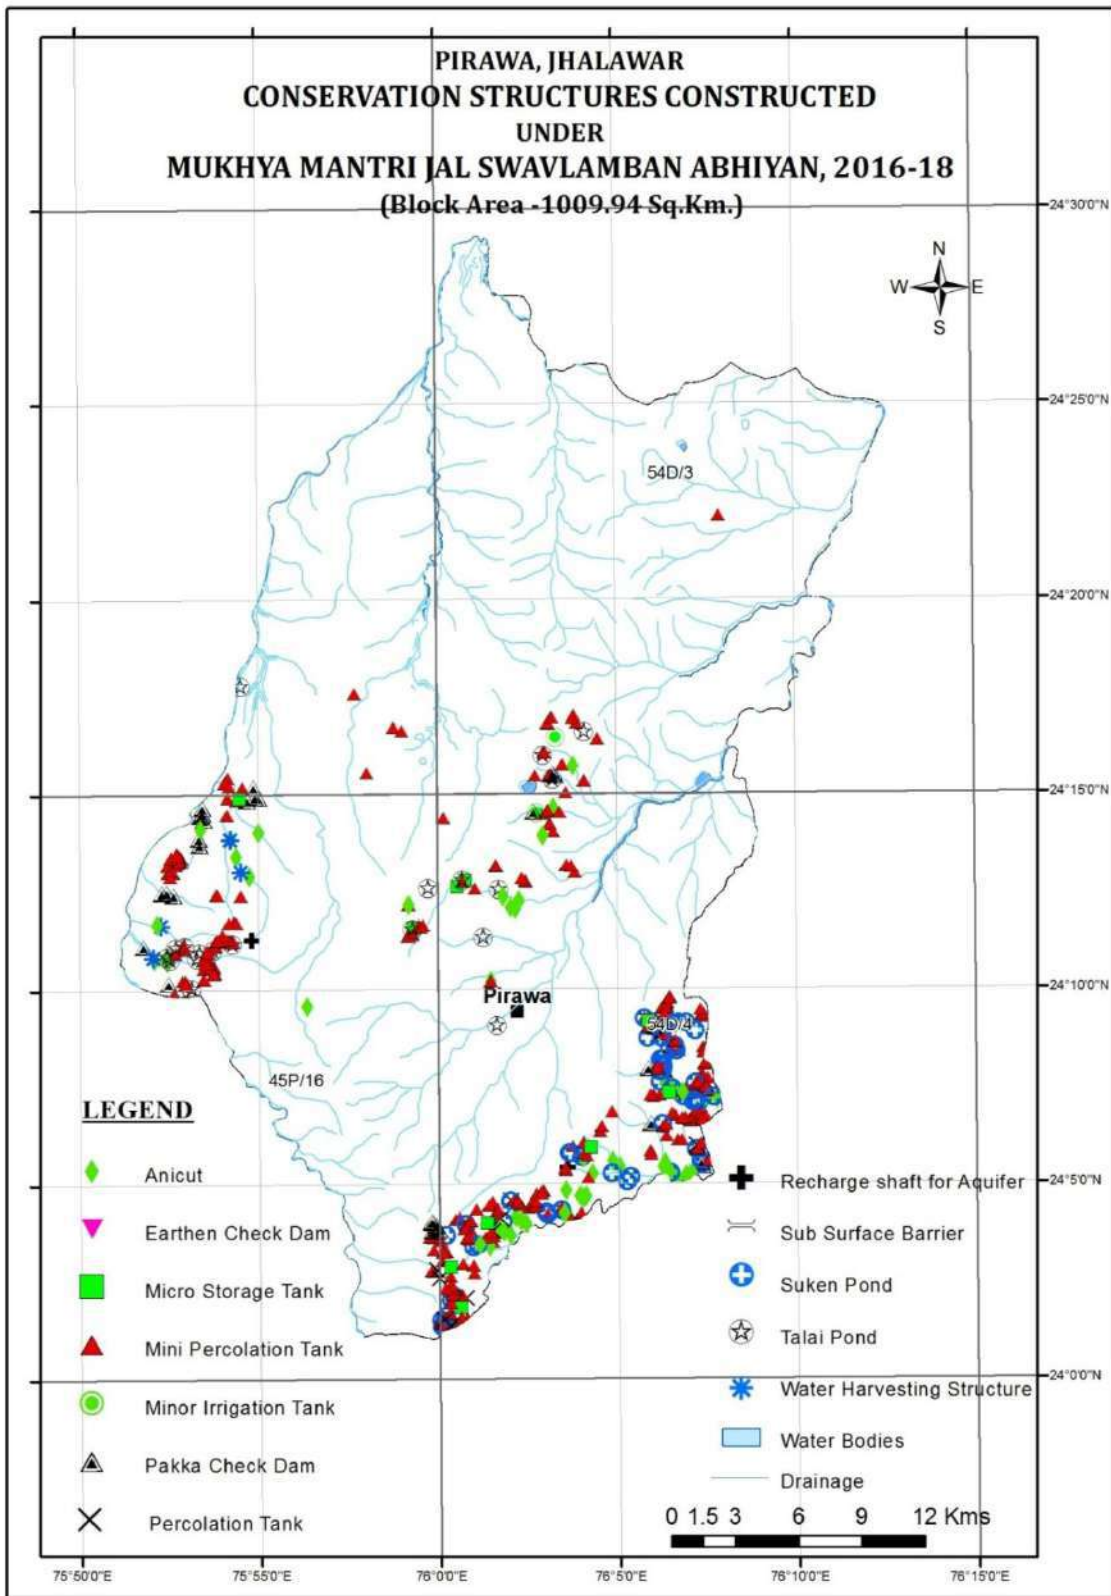 PIRAWA, JHALAWAR
CONSERVATION STRUCTURES CONSTRUCTED
UNDER
MUKHYA MANTRI JAL SWAVLAMBAN ABHIYAN, 2016-18
(Block Area -1009.94 Sq.Km.)
24°30'0"N
N
W E
S
24°25'0"N
54D/3
24°20'0"N
24°15'0"N
24°10'0"N
Pirawa
54D/4
45P/16
LEGEND
Anicut
Earthen Check Dam
Micro Storage Tank
Mini Percolation Tank
Minor Irrigation Tank
Pakka Check Dam
Percolation Tank
24°5'0"N
Recharge shaft for Aquifer
Sub Surface Barrier
Suken Pond
Talai Pond
24°0'0"N
Water Harvesting Structure
Water Bodies
Drainage
0 1.5 3 6 9 12 Kms
75°50'0"E 75°55'0"E 76°0'0"E 76°5'0"E 76°10'0"E 76°15'0"E